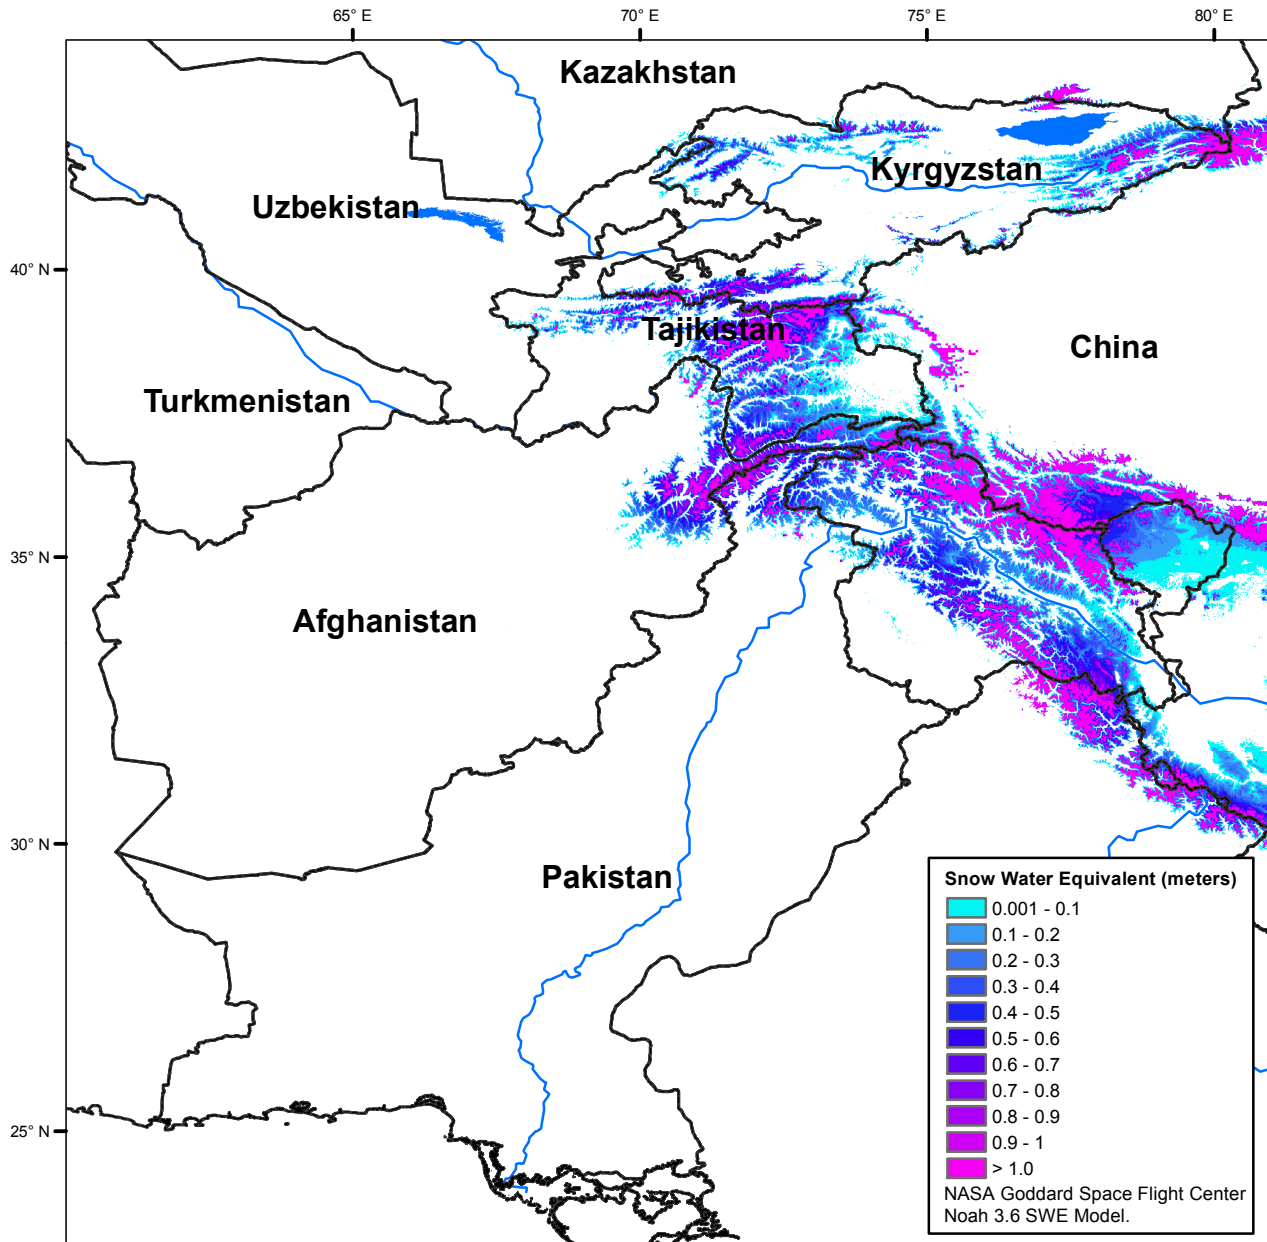 65° E
70° E
75° E
80° E
Kazakhstan
Kyrgyzstan
Uzbekistan
40° N
Tajikistan
China
Turkmenistan
35° N
Afghanistan
30° N
Pakistan
25° N
Snow Water Equivalent (meters)
0.001 - 0.1
0.1 - 0.2
0.2 - 0.3
0.3 - 0.4
0.4 - 0.5
0.5 - 0.6
0.6 - 0.7
0.7 - 0.8
0.8 - 0.9
0.9 - 1
> 1.0
NASA Goddard Space Flight Center
Noah 3.6 SWE Model.